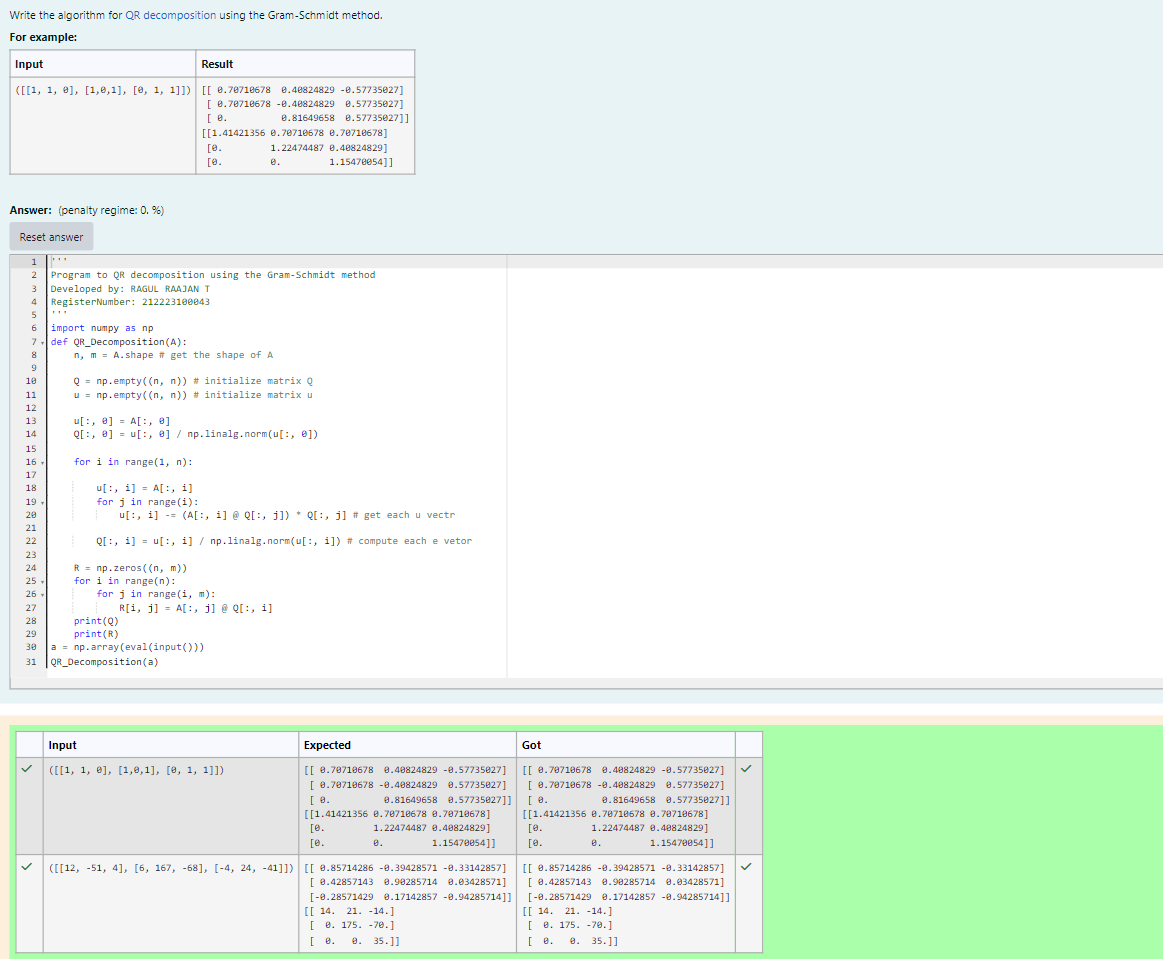 Write the algorithm for QR decomposition using the Gram-Schmidt method.
For example:
Input Result
([[1, 1, 0], [1,0,1], [0, 1, 1]]) [[ 0.70710678 0.40824829 -0.57735027]
[ 0.70710678 -0.40824829 0.57735027]
[ 0. 0.81649658 0.57735027]]
[[1.41421356 0.70710678 0.70710678]
[0. 1.22474487 0.40824829]
[0. 0. 1.15470054]]
Answer: (penalty regime: 0. %)
Reset answer
1 '''
2 Program to QR decomposition using the Gram-Schmidt method
3 Developed by: RAGUL RAAJAN T
4 RegisterNumber: 212223100043
5 '''
6 import numpy as np
7 def QR_Decomposition(A):
8 n, m = A.shape # get the shape of A
9
10 Q = np.empty((n, n)) # initialize matrix Q
11 u = np.empty((n, n)) # initialize matrix u
12
13 u[:, 0] = A[:, 0]
14 Q[:, 0] = u[:, 0] / np.linalg.norm(u[:, 0])
15
16 for i in range(1, n):
17
18 u[:, i] = A[:, i]
19 for j in range(i):
20 u[:, i] -= (A[:, i] @ Q[:, j]) * Q[:, j] # get each u vectr
21
22 Q[:, i] = u[:, i] / np.linalg.norm(u[:, i]) # compute each e vetor
23
24 R = np.zeros((n, m))
25 for i in range(n):
26 for j in range(i, m):
27 R[i, j] = A[:, j] @ Q[:, i]
28 print(Q)
29 print(R)
30 a = np.array(eval(input()))
31 QR_Decomposition(a)
Input Expected Got
([[1, 1, 0], [1,0,1], [0, 1, 1]]) [[ 0.70710678 0.40824829 -0.57735027] [[ 0.70710678 0.40824829 -0.57735027]
[ 0.70710678 -0.40824829 0.57735027] [ 0.70710678 -0.40824829 0.57735027]
[ 0. 0.81649658 0.57735027]] [ 0. 0.81649658 0.57735027]]
[[1.41421356 0.70710678 0.70710678] [[1.41421356 0.70710678 0.70710678]
[0. 1.22474487 0.40824829] [0. 1.22474487 0.40824829]
[0. 0. 1.15470054]] [0. 0. 1.15470054]]
([[12, -51, 4], [6, 167, -68], [-4, 24, -41]]) [[ 0.85714286 -0.39428571 -0.33142857] [[ 0.85714286 -0.39428571 -0.33142857]
[ 0.42857143 0.90285714 0.03428571] [ 0.42857143 0.90285714 0.03428571]
[-0.28571429 0.17142857 -0.94285714]] [-0.28571429 0.17142857 -0.94285714]]
[[ 14. 21. -14.] [[ 14. 21. -14.]
[ 0. 175. -70.] [ 0. 175. -70.]
[ 0. 0. 35.]] [ 0. 0. 35.]]